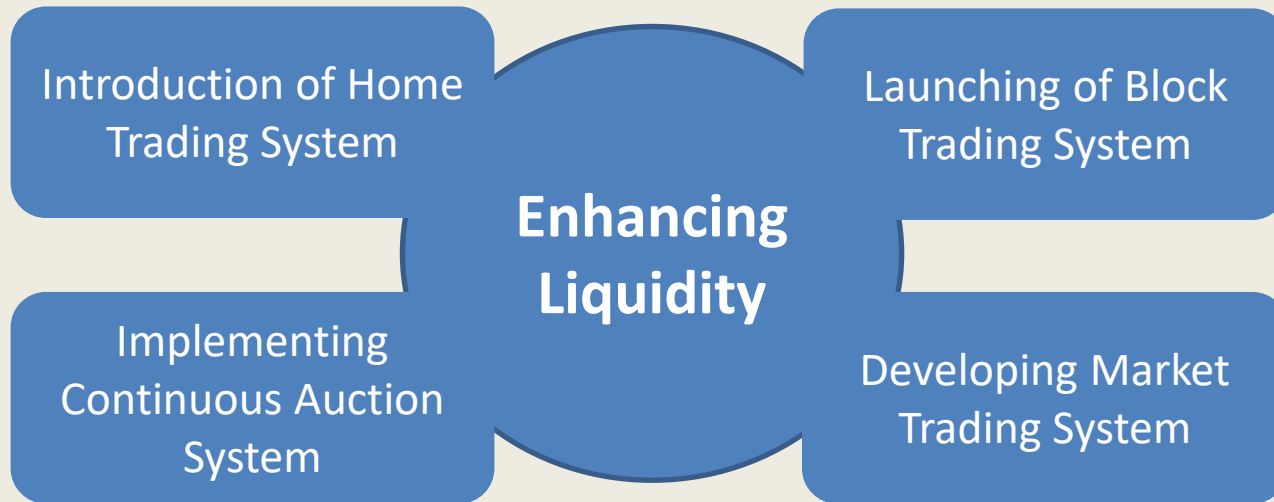 Introduction of Home
Trading System
Launching of Block
Trading System
Enhancing
Liquidity
Implementing
Continuous Auction
System
Developing Market
Trading System